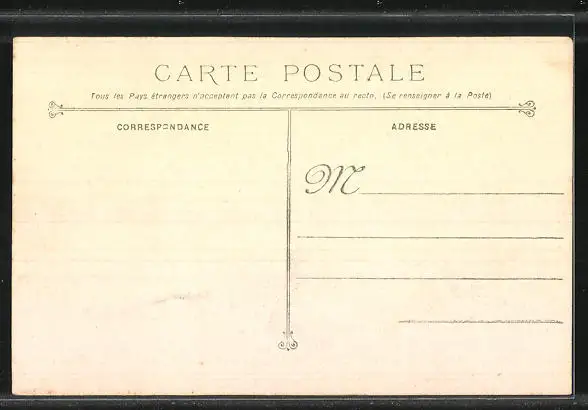 CARTE POSTALE
Tous les Pays étrangers n'acceptent pas la Correspondance au recto. (Se renseigner à la Poste)
CORRESPONDANCE
ADRESSE
M